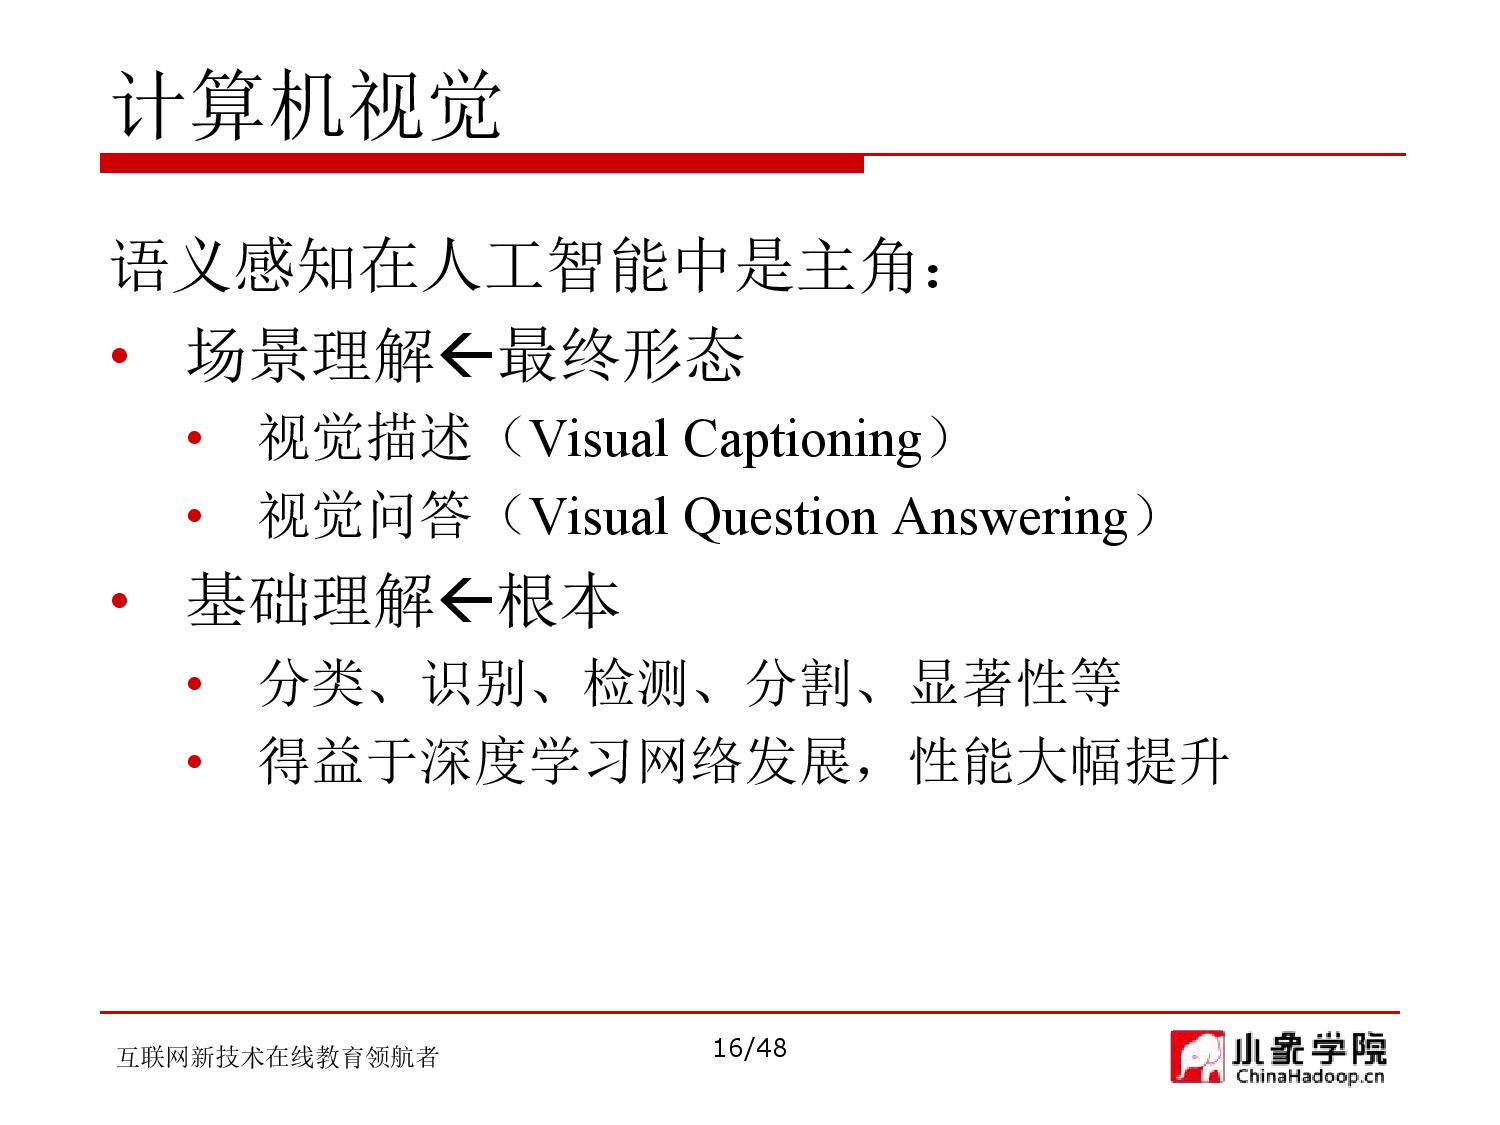 计算机视觉
语义感知在人工智能中是主角：
• 场景理解←最终形态
• 视觉描述（Visual Captioning）
• 视觉问答（Visual Question Answering）
• 基础理解←根本
• 分类、识别、检测、分割、显著性等
• 得益于深度学习网络发展，性能大幅提升
互联网新技术在线教育领航者
16/48
小象学院
ChinaHadoop.cn